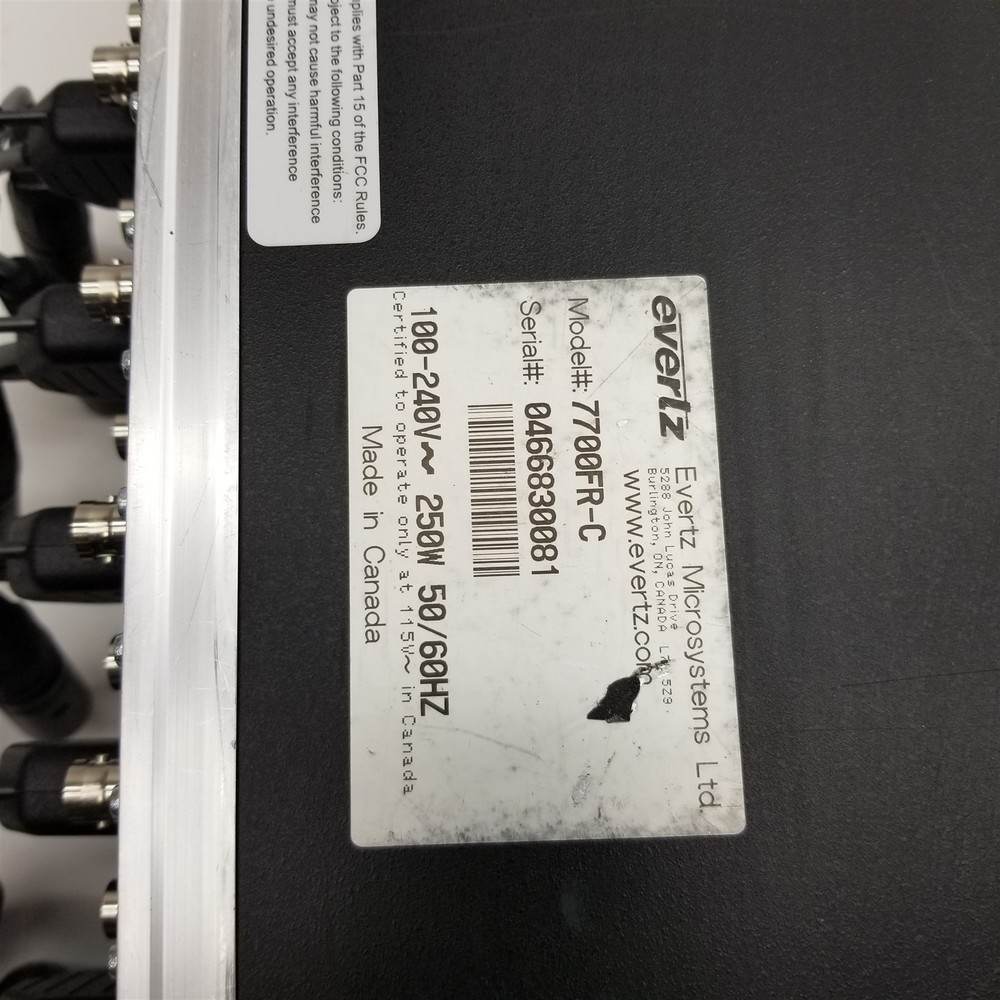 plies with Part 15 of the FCC Rules.
ject to the following conditions:
may not cause harmful interference
must accept any interference
undesired operation.
evertz
Evertz Microsystems Ltd.
5288 John Lucas Drive
Burlington, ON, CANADA 5Z9
www.evertz.com
Model#: 7700FR-C
Serial#: 0466830081
100-240V~ 250W 50/60HZ
Certified to operate only at 115V~ in Canada
Made in Canada